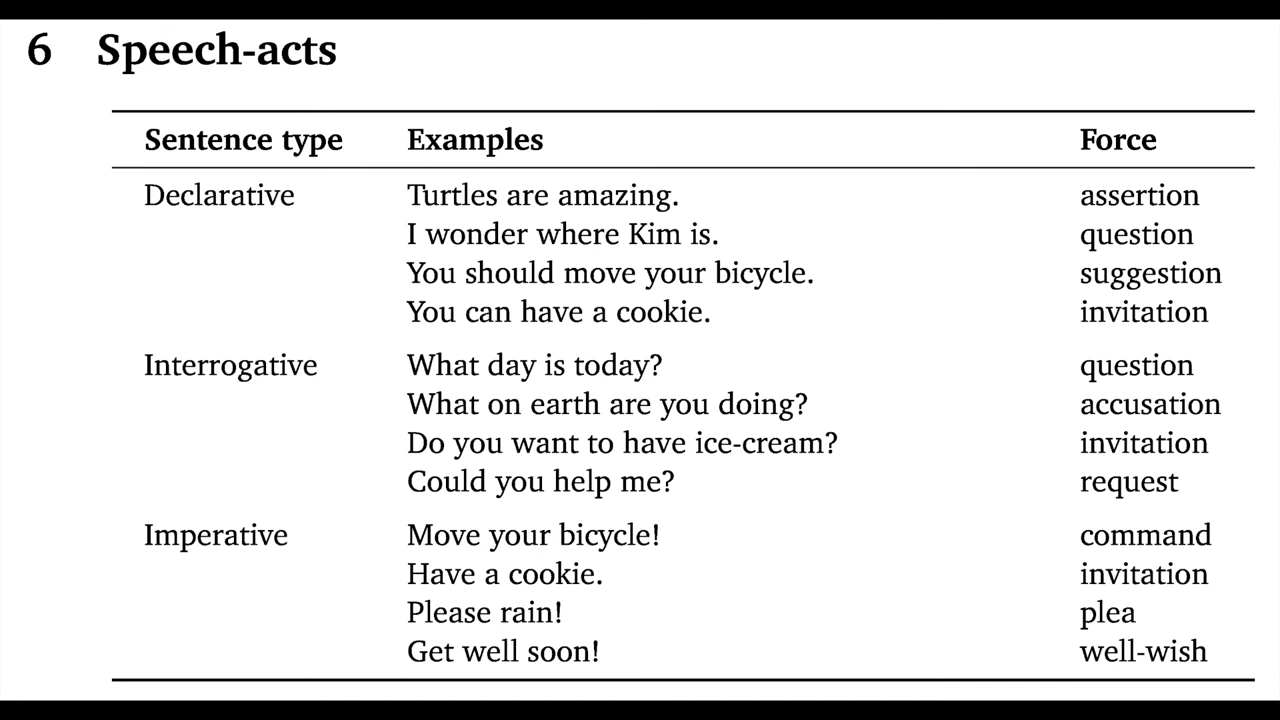 6 Speech-acts
Sentence type Examples Force
Declarative Turtles are amazing. assertion
I wonder where Kim is. question
You should move your bicycle. suggestion
You can have a cookie. invitation
Interrogative What day is today? question
What on earth are you doing? accusation
Do you want to have ice-cream? invitation
Could you help me? request
Imperative Move your bicycle! command
Have a cookie. invitation
Please rain! plea
Get well soon! well-wish